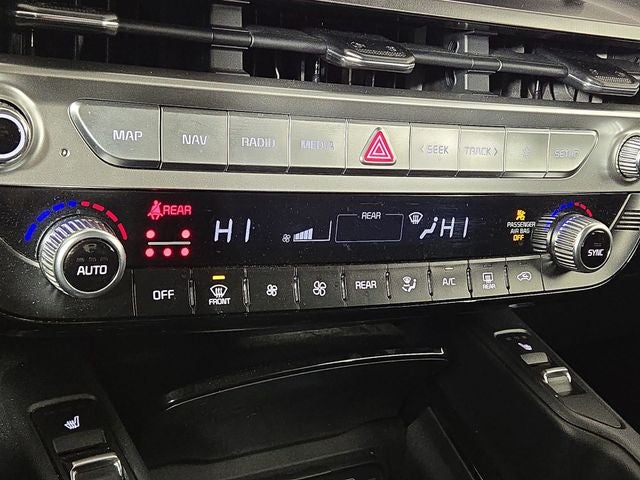 MAP NAV RADIO MEDIA < SEEK TRACK > SETUP
REAR HI REAR HI PASSENGER
AIR BAG
OFF
AUTO SYNC
OFF FRONT REAR A/C REAR